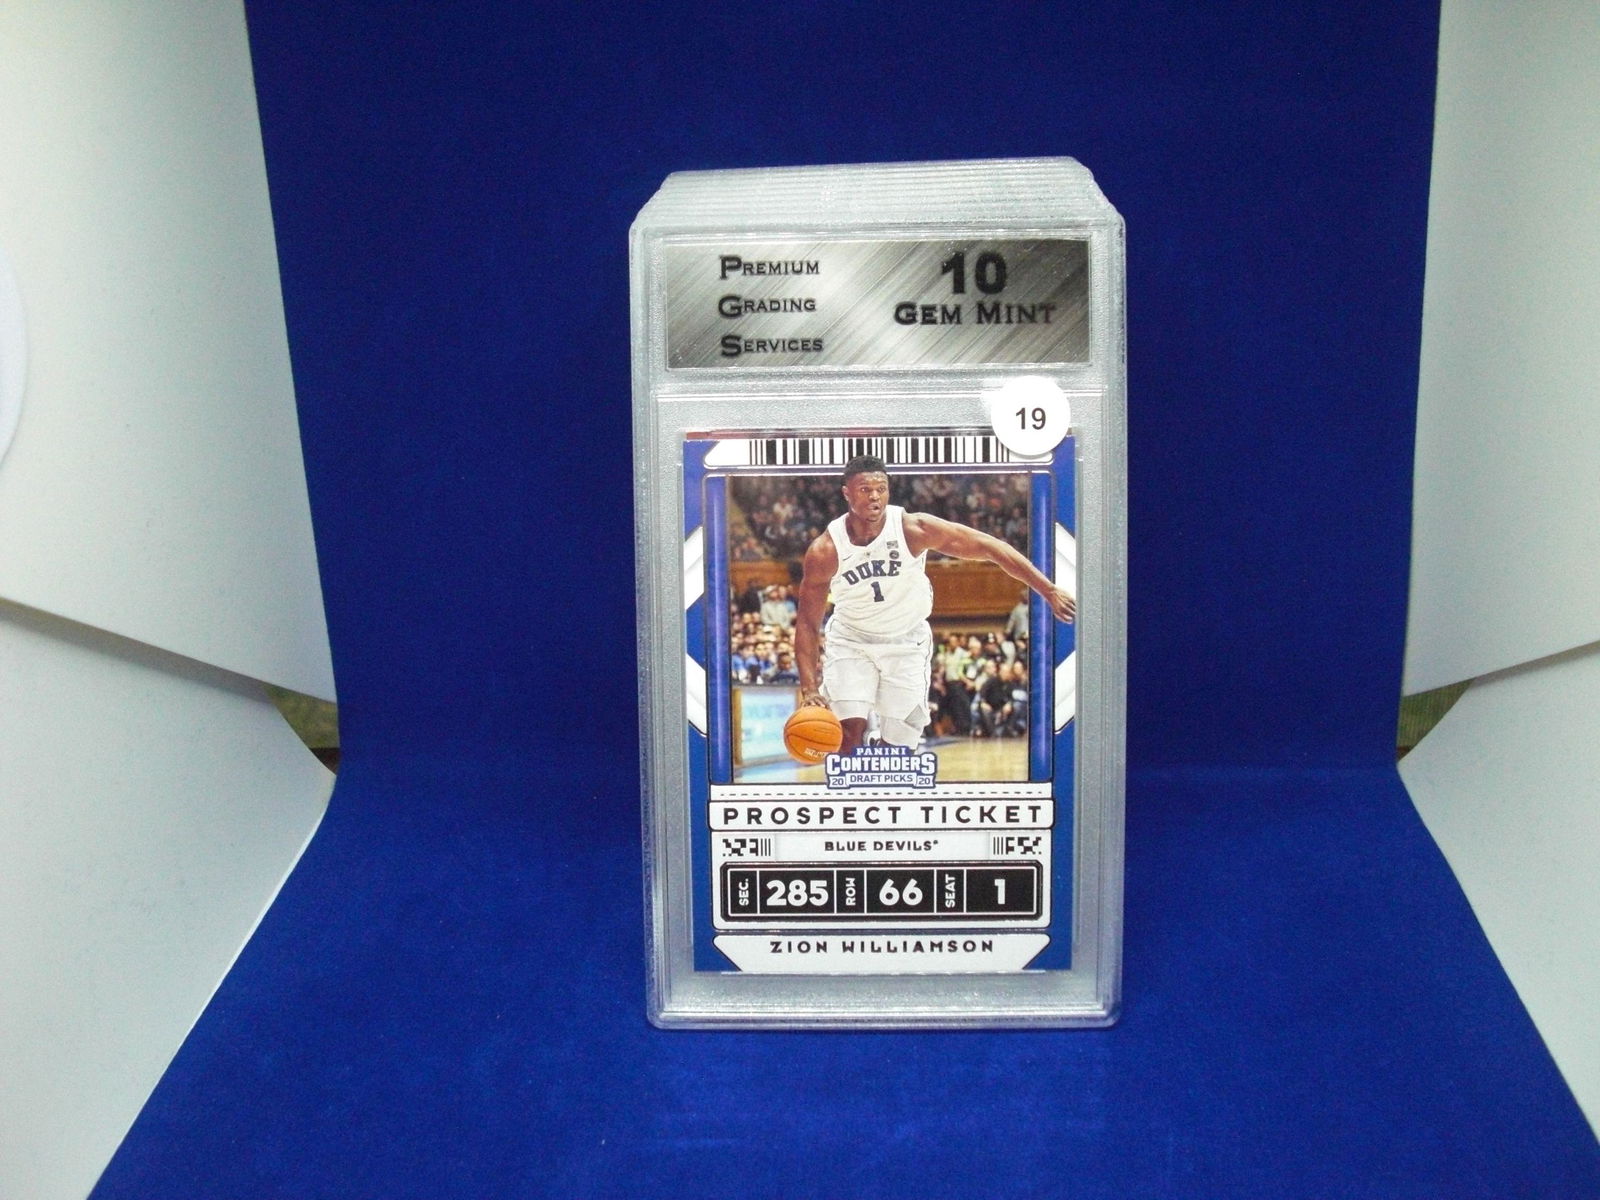 PREMIUM
GRADING
SERVICES
10
GEM MINT
19
DUKE
1
PANINI
CONTENDERS
20 DRAFT PICKS 20
PROSPECT TICKET
BLUE DEVILS
SEC. 285 ROW 66 SEAT 1
ZION WILLIAMSON